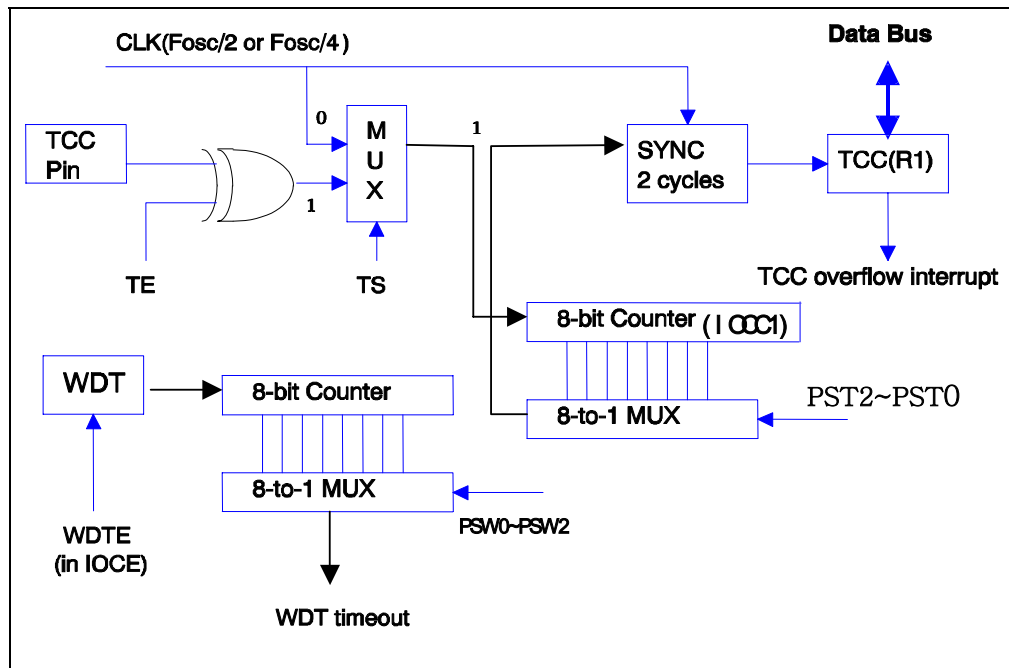 CLK(Fosc/2 or Fosc/4)
Data Bus
0
TCC
Pin
M
U
X
1
SYNC
2 cycles
TCC(R1)
1
TE
TS
TCC overflow interrupt
8-bit Counter (IOCC1)
WDT
8-bit Counter
8-to-1 MUX
PST2~PST0
8-to-1 MUX
PSW0~PSW2
WDTE
(in IOCE)
WDT timeout